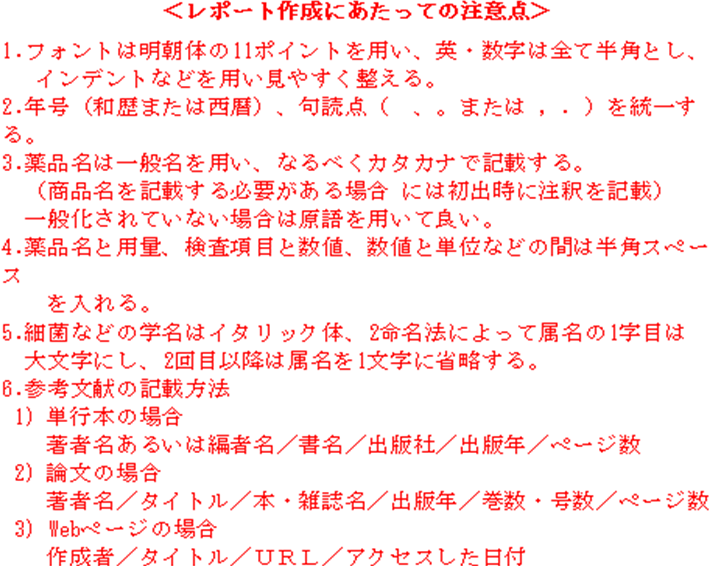 ＜レポート作成にあたっての注意点＞
1.フォントは明朝体の11ポイントを用い、英・数字は全て半角とし、
インデントなどを用い見やすく整える。
2.年号（和歴または西暦）、句読点（　、。または ，．）を統一す
る。
3.薬品名は一般名を用い、なるべくカタカナで記載する。
（商品名を記載する必要がある場合 には初出時に注釈を記載）
一般化されていない場合は原語を用いて良い。
4.薬品名と用量、検査項目と数値、数値と単位などの間は半角スペー
ス
を入れる。
5.細菌などの学名はイタリック体、2命名法によって属名の1字目は
大文字にし、2回目以降は属名を1文字に省略する。
6.参考文献の記載方法
1) 単行本の場合
著者名あるいは編者名／書名／出版社／出版年／ページ数
2) 論文の場合
著者名／タイトル／本・雑誌名／出版年／巻数・号数／ページ数
3) Webページの場合
作成者／タイトル／ＵＲＬ／アクセスした日付